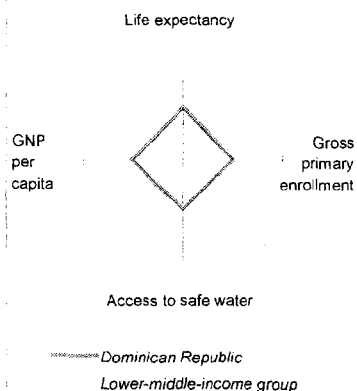 Life expectancy
GNP
per
capita
Gross
primary
enrollment
Access to safe water
Dominican Republic
Lower-middle-income group